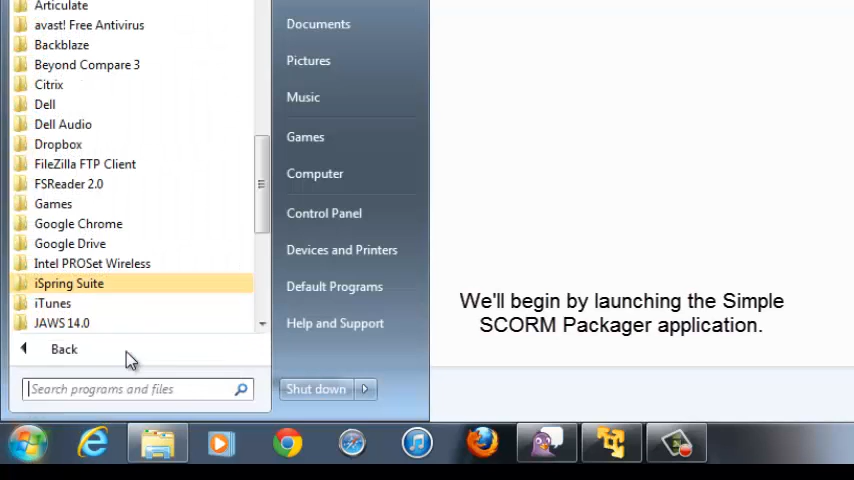 Articulate
avast! Free Antivirus
Backblaze
Beyond Compare 3
Citrix
Dell
Dell Audio
Dropbox
FileZilla FTP Client
FSReader 2.0
Games
Google Chrome
Google Drive
Intel PROSet Wireless
iSpring Suite
iTunes
JAWS 14.0
Back
Search programs and files
Documents
Pictures
Music
Games
Computer
Control Panel
Devices and Printers
Default Programs
Help and Support
Shut down
We'll begin by launching the Simple
SCORM Packager application.